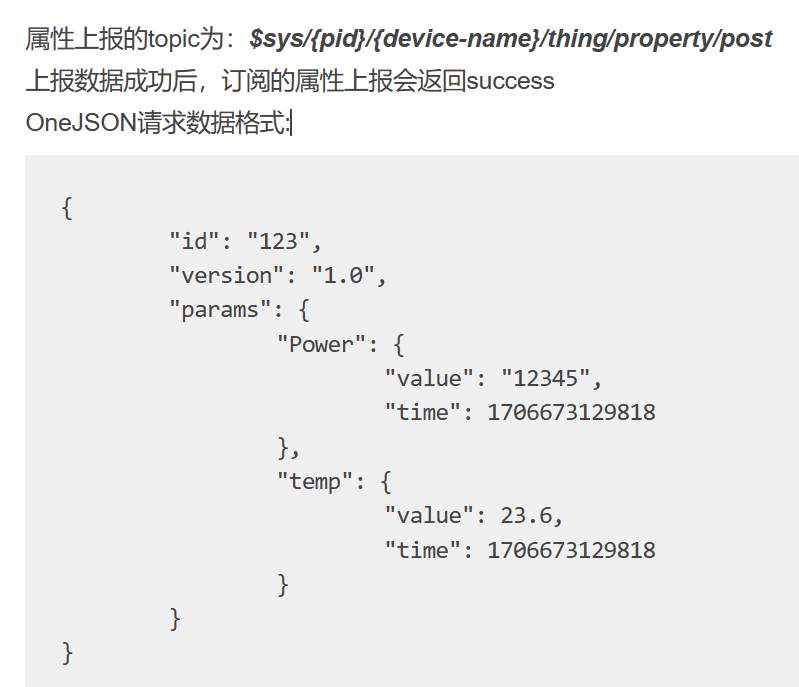 属性上报的topic为：$sys/{pid}/{device-name}/thing/property/post
上报数据成功后，订阅的属性上报会返回success
OneJSON请求数据格式:
{
"id": "123",
"version": "1.0",
"params": {
"Power": {
"value": "12345",
"time": 1706673129818
},
"temp": {
"value": 23.6,
"time": 1706673129818
}
}
}